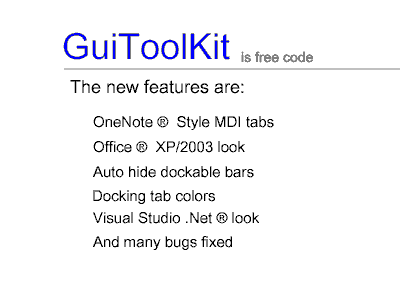 GuiToolKit is free code
The new features are:
OneNote ® Style MDI tabs
Office ® XP/2003 look
Auto hide dockable bars
Docking tab colors
Visual Studio .Net ® look
And many bugs fixed